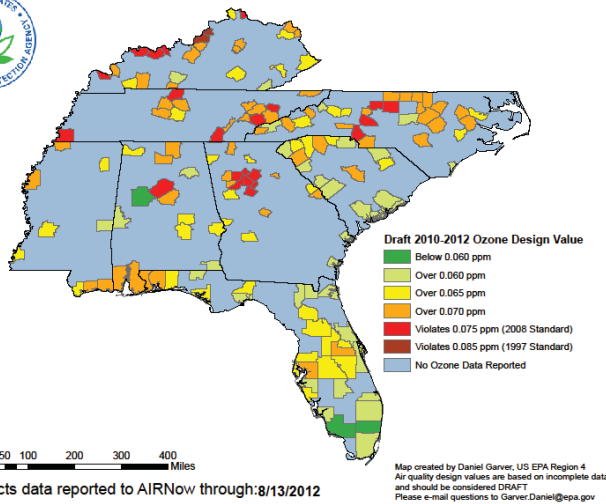 STATES
PROTECTION AGENCY
Draft 2010-2012 Ozone Design Value
Below 0.060 ppm
Over 0.060 ppm
Over 0.065 ppm
Over 0.070 ppm
Violates 0.075 ppm (2008 Standard)
Violates 0.085 ppm (1997 Standard)
No Ozone Data Reported
50 100 200 300 400
Miles
cts data reported to AIRNow through:8/13/2012
Map created by Daniel Garver, US EPA Region 4
Air quality design values are based on incomplete data
and should be considered DRAFT
Please e-mail questions to Garver.Daniel@epa.gov